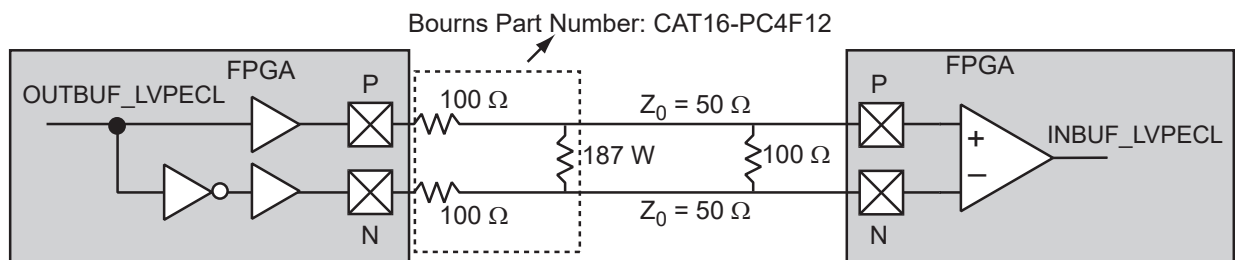 Bourns Part Number: CAT16-PC4F12
FPGA
OUTBUF_LVPECL
P
100 Ω
Z0 = 50 Ω
187 W
100 Ω
100 Ω
N
Z0 = 50 Ω
FPGA
P
+
−
INBUF_LVPECL
N